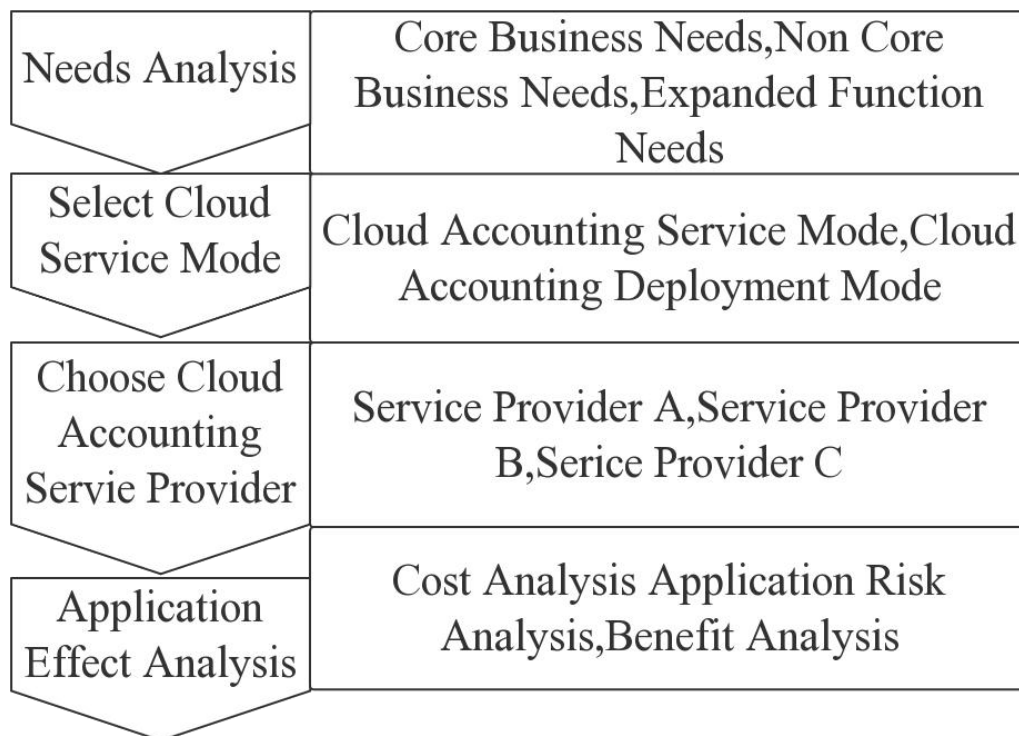 Needs Analysis
Core Business Needs,Non Core
Business Needs,Expanded Function
Needs
Select Cloud
Service Mode
Cloud Accounting Service Mode,Cloud
Accounting Deployment Mode
Choose Cloud
Accounting
Servie Provider
Service Provider A,Service Provider
B,Serice Provider C
Application
Effect Analysis
Cost Analysis Application Risk
Analysis,Benefit Analysis